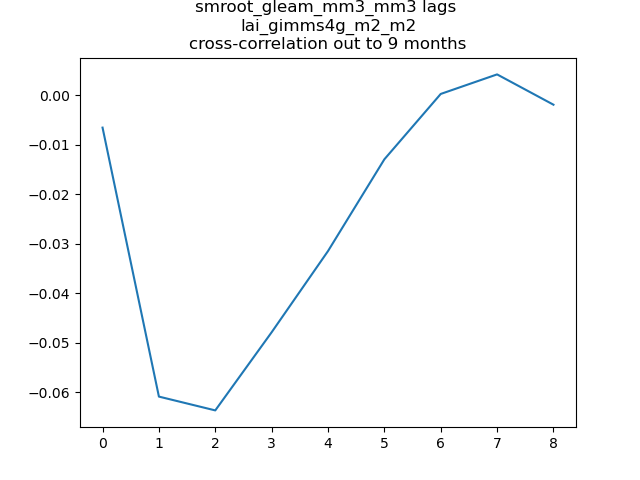 smroot_gleam_mm3_mm3 lags
lai_gimms4g_m2_m2
cross-correlation out to 9 months
0.00
−0.01
−0.02
−0.03
−0.04
−0.05
−0.06
0 1 2 3 4 5 6 7 8